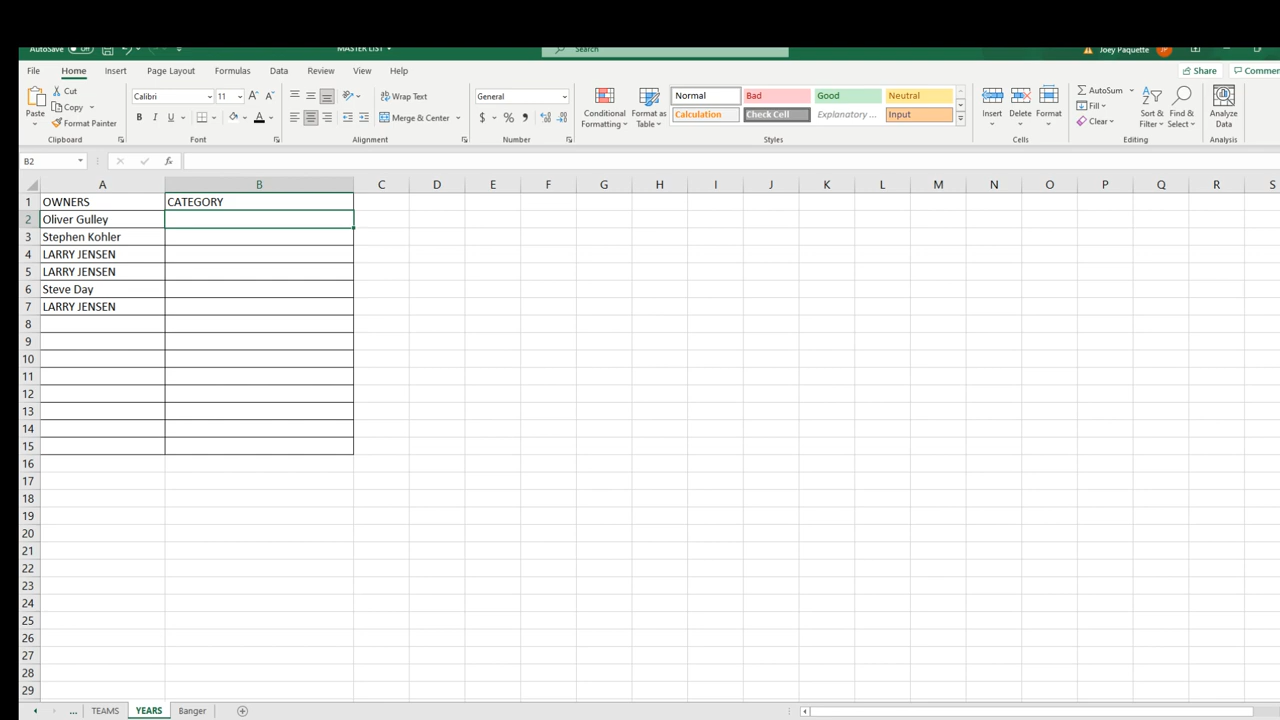 AutoSave Off MASTER LIST Search Joey Paquette JP
File Home Insert Page Layout Formulas Data Review View Help Share Commen
Paste Cut Copy Format Painter Clipboard
Calibri 11 A A B I U A Font
Wrap Text Merge & Center Alignment
General $ % , Number
Conditional Formatting Format as Table
Normal Bad Good Neutral
Calculation Check Cell Explanatory ... Input
Styles
Insert Delete Format Cells
AutoSum Fill Clear Sort & Filter Find & Select Editing
Analyze Data Analysis
B2 fx
A B C D E F G H I J K L M N O P Q R S
1 OWNERS CATEGORY
2 Oliver Gulley
3 Stephen Kohler
4 LARRY JENSEN
5 LARRY JENSEN
6 Steve Day
7 LARRY JENSEN
8
9
10
11
12
13
14
15
16
17
18
19
20
21
22
23
24
25
26
27
28
29
... TEAMS YEARS Banger